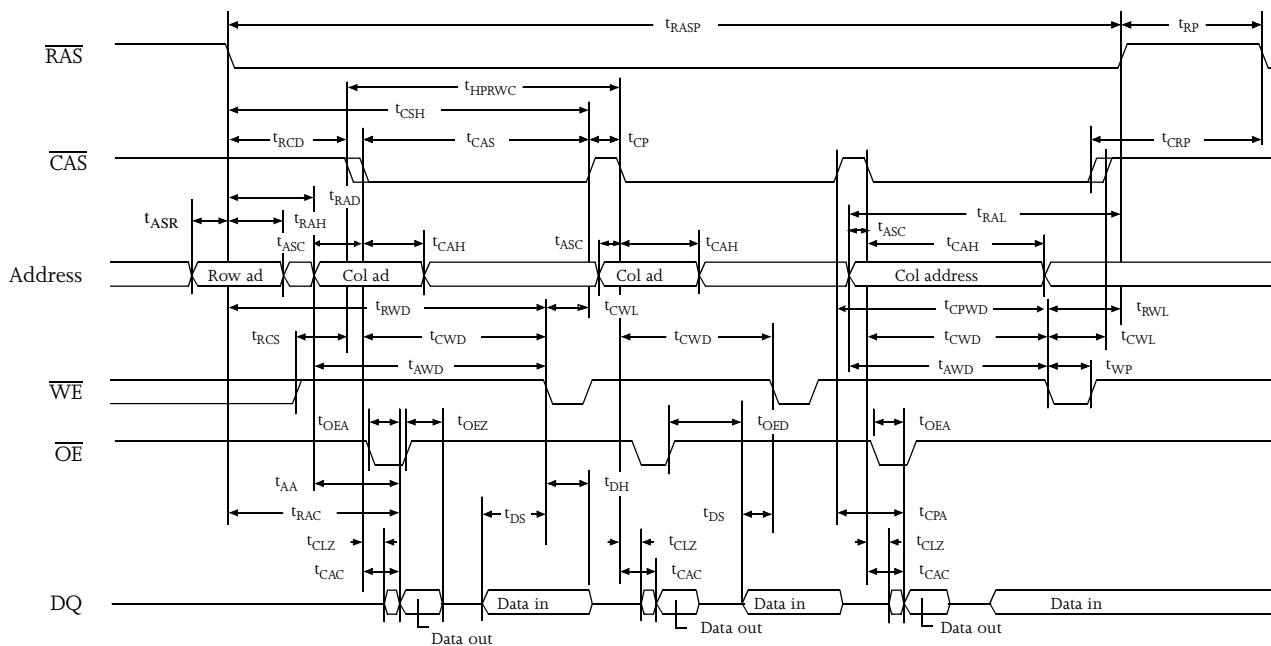 tRASP
tRP
RAS
tHPRWC
tCSH
tRCD
tCAS
tCP
tCRP
CAS
tRAD
tASR
tRAH
tRAL
tASC
tCAH
tASC
tCAH
tASC
tCAH
Address
Row ad
Col ad
Col ad
Col address
tRWD
tCWL
tCPWD
tRWL
tRCS
tCWD
tCWD
tCWD
tCWL
tAWD
tAWD
tWP
WE
tOEA
tOEZ
tOED
tOEA
OE
tAA
tDH
tRAC
tDS
tDS
tCPA
tCLZ
tCLZ
tCLZ
tCAC
tCAC
tCAC
DQ
Data in
Data in
Data in
Data out
Data out
Data out